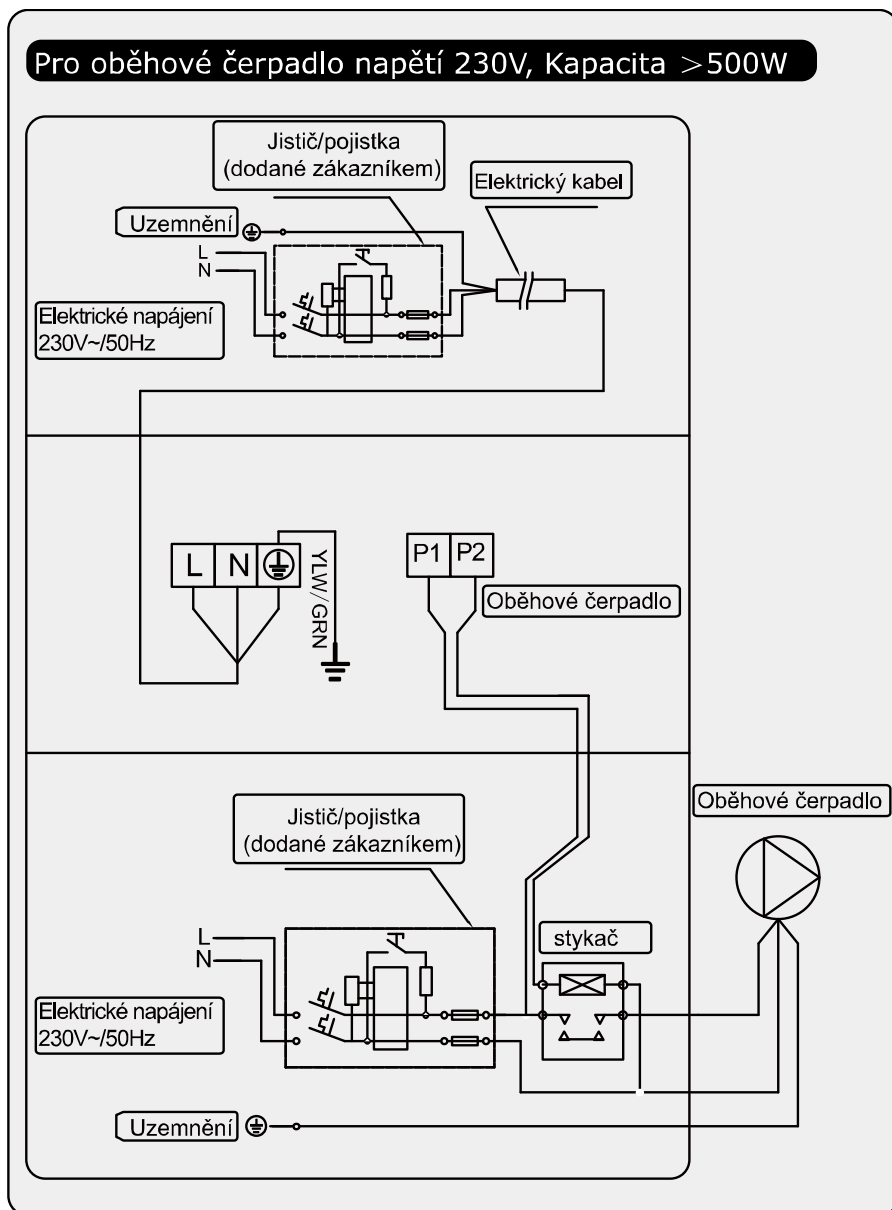 Pro oběhové čerpadlo napětí 230V, Kapacita >500W
Jistič/pojistka
(dodané zákazníkem)
Elektrický kabel
Uzemnění
L
N
Elektrické napájení
230V~/50Hz
L N
YLW/GRN
P1 P2
Oběhové čerpadlo
Oběhové čerpadlo
Jistič/pojistka
(dodané zákazníkem)
L
N
stykač
Elektrické napájení
230V~/50Hz
Uzemnění